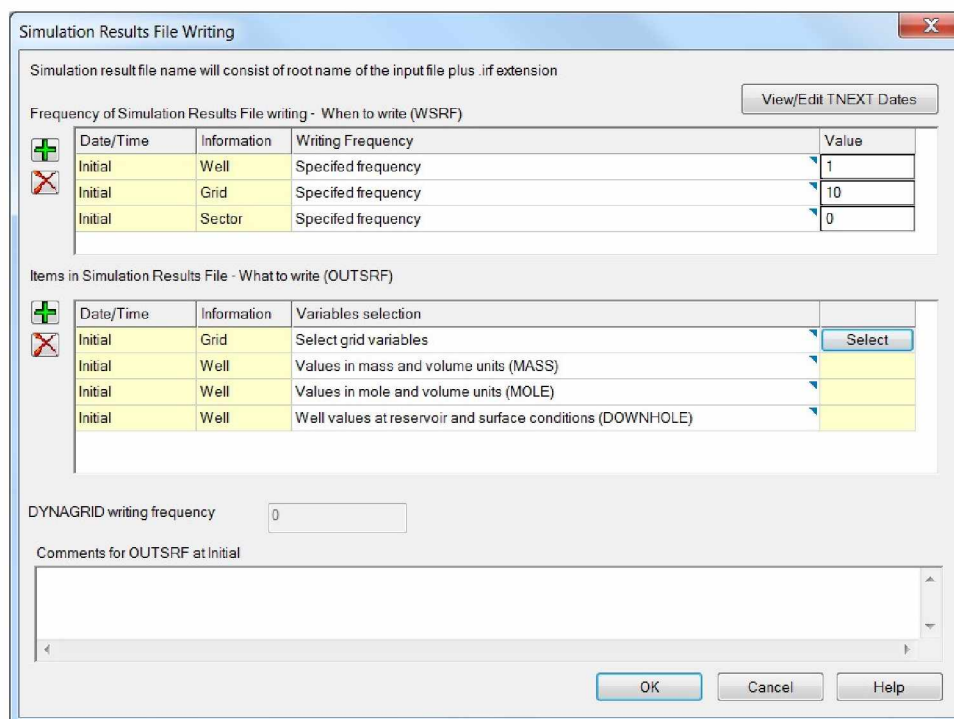 Simulation Results File Writing
X
Simulation result file name will consist of root name of the input file plus .irf extension
View/Edit TNEXT Dates
Frequency of Simulation Results File writing - When to write (WSRF)
Date/Time Information Writing Frequency Value
Initial Well Specifed frequency 1
Initial Grid Specifed frequency 10
Initial Sector Specifed frequency 0
Items in Simulation Results File - What to write (OUTSRF)
Date/Time Information Variables selection
Initial Grid Select grid variables Select
Initial Well Values in mass and volume units (MASS)
Initial Well Values in mole and volume units (MOLE)
Initial Well Well values at reservoir and surface conditions (DOWNHOLE)
DYNAGRID writing frequency 0
Comments for OUTSRF at Initial
OK Cancel Help